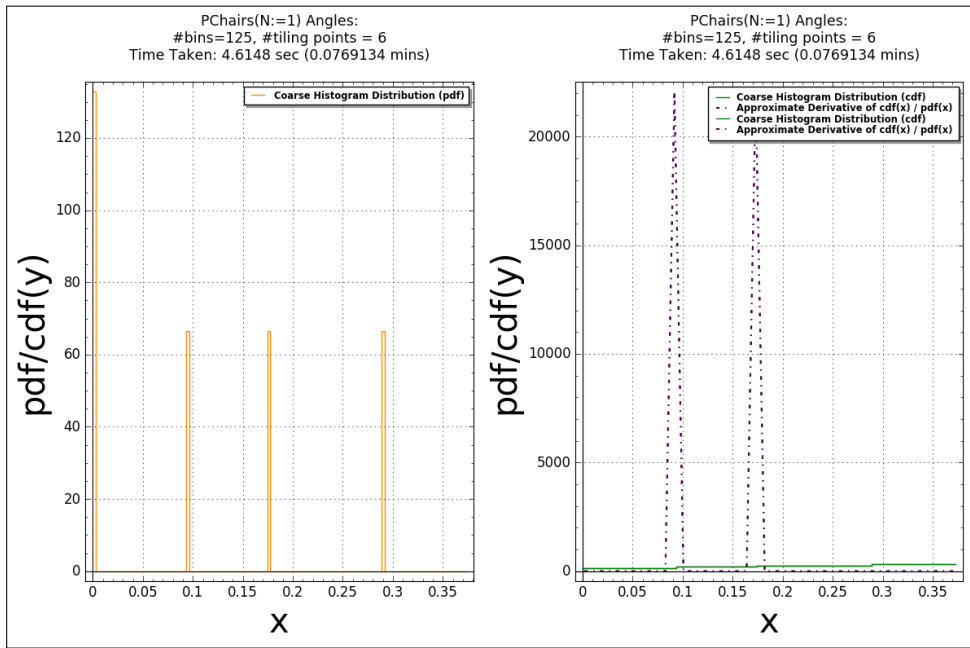 PChairs(N:=1) Angles:
#bins=125, #tiling points = 6
Time Taken: 4.6148 sec (0.0769134 mins)
Coarse Histogram Distribution (pdf)
pdf/cdf(y)
120
100
80
60
40
20
0
0
0.05
0.1
0.15
0.2
0.25
0.3
0.35
x
PChairs(N:=1) Angles:
#bins=125, #tiling points = 6
Time Taken: 4.6148 sec (0.0769134 mins)
Coarse Histogram Distribution (cdf)
Approximate Derivative of cdf(x) / pdf(x)
Coarse Histogram Distribution (cdf)
Approximate Derivative of cdf(x) / pdf(x)
pdf/cdf(y)
20000
15000
10000
5000
0
0
0.05
0.1
0.15
0.2
0.25
0.3
0.35
x